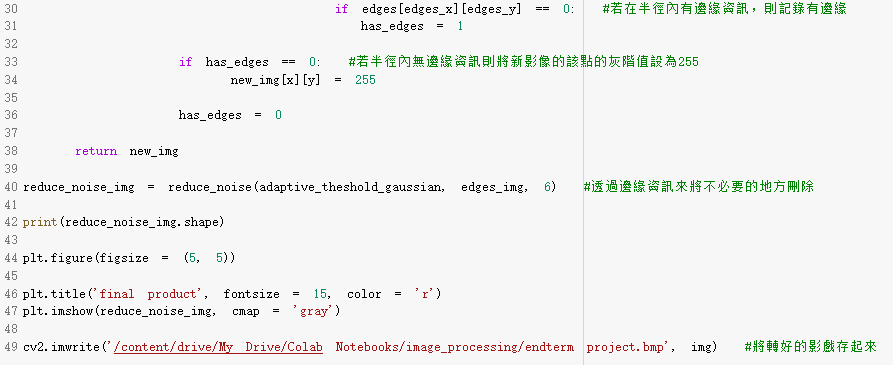 30 if edges[edges_x][edges_y] == 0: #若在半徑內有邊緣資訊，則記錄有邊緣
31 has_edges = 1
32
33 if has_edges == 0: #若半徑內無邊緣資訊則將新影像的該點的灰階值設為255
34 new_img[x][y] = 255
35
36 has_edges = 0
37
38 return new_img
39
40 reduce_noise_img = reduce_noise(adaptive_theshold_gaussian, edges_img, 6) #透過邊緣資訊來將不必要的地方刪除
41
42 print(reduce_noise_img.shape)
43
44 plt.figure(figsize = (5, 5))
45
46 plt.title('final product', fontsize = 15, color = 'r')
47 plt.imshow(reduce_noise_img, cmap = 'gray')
48
49 cv2.imwrite('/content/drive/My Drive/Colab Notebooks/image_processing/endterm project.bmp', img) #將轉好的影戲存起來